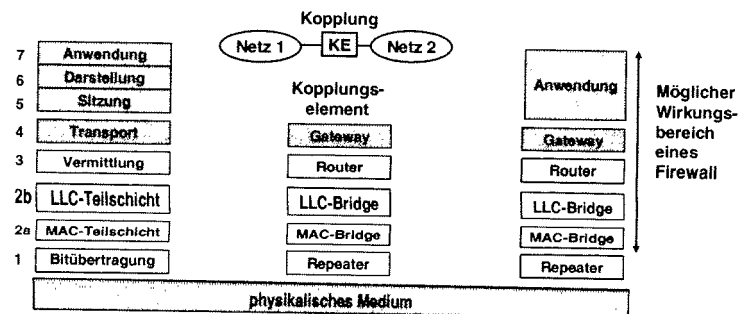 Kopplung
Netz 1 KE Netz 2
7 Anwendung
6 Darstellung
5 Sitzung
4 Transport
3 Vermittlung
2b LLC-Teilschicht
2a MAC-Teilschicht
1 Bitübertragung
Kopplungs-
element
Gateway
Router
LLC-Bridge
MAC-Bridge
Repeater
Anwendung
Gateway
Router
LLC-Bridge
MAC-Bridge
Repeater
Möglicher
Wirkungs-
bereich
eines
Firewall
physikalisches Medium